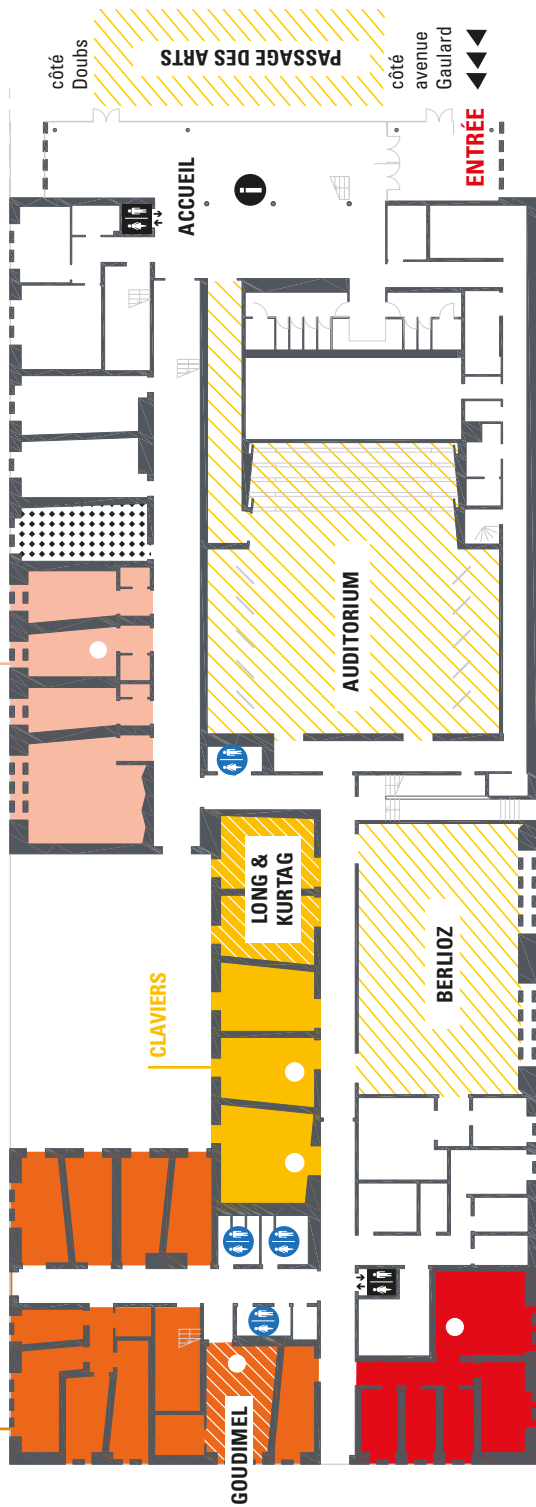 côté
Doubs
PASSAGE DES ARTS
côté
avenue
Gaulard
ENTRÉE
ACCUEIL
i
AUDITORIUM
LONG &
KURTAG
CLAVIERS
BERLIOZ
GOUDIMEL